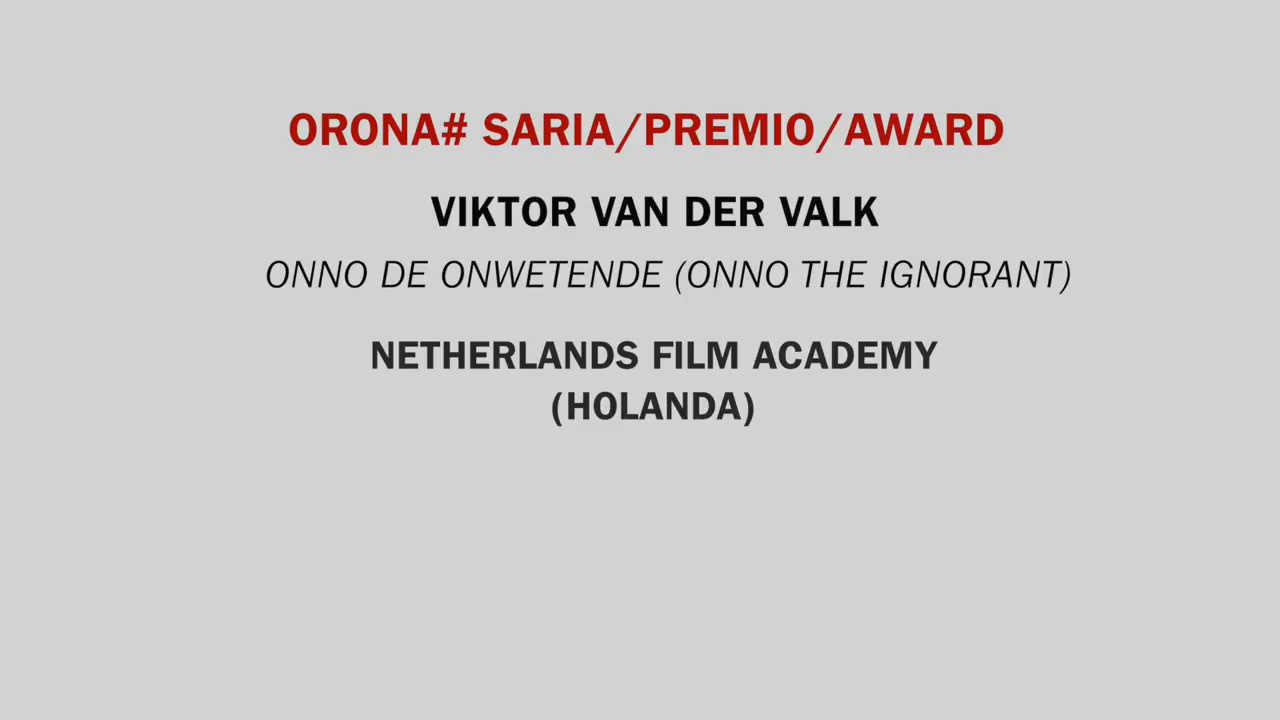 ORONA# SARIA/PREMIO/AWARD
VIKTOR VAN DER VALK
ONNO DE ONWETENDE (ONNO THE IGNORANT)
NETHERLANDS FILM ACADEMY
(HOLANDA)